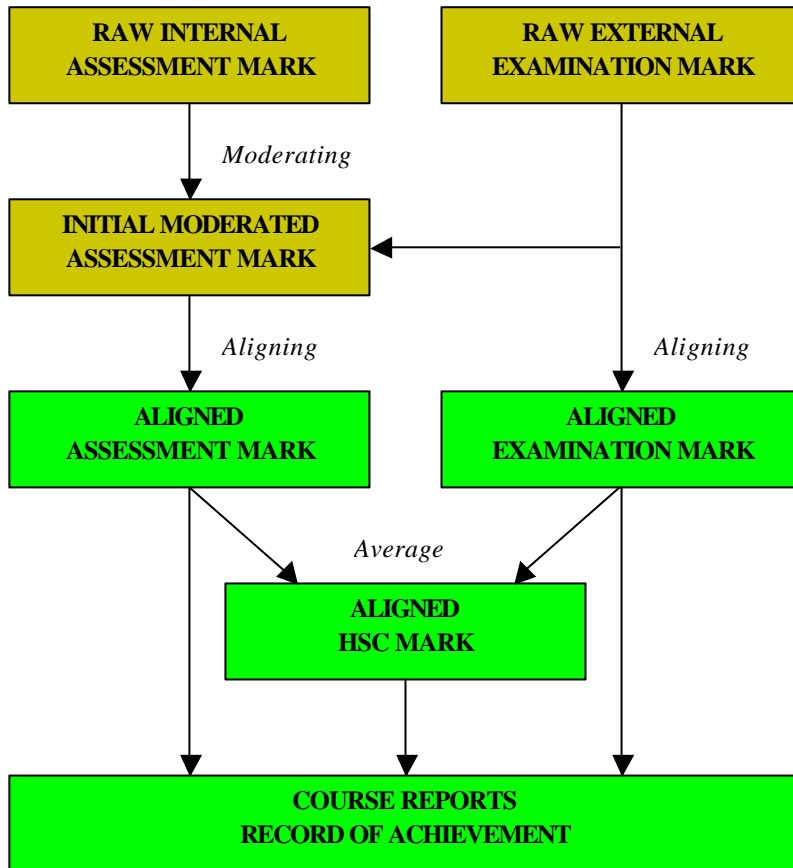 RAW INTERNAL
ASSESSMENT MARK
RAW EXTERNAL
EXAMINATION MARK
Moderating
INITIAL MODERATED
ASSESSMENT MARK
Aligning
Aligning
ALIGNED
ASSESSMENT MARK
ALIGNED
EXAMINATION MARK
Average
ALIGNED
HSC MARK
COURSE REPORTS
RECORD OF ACHIEVEMENT